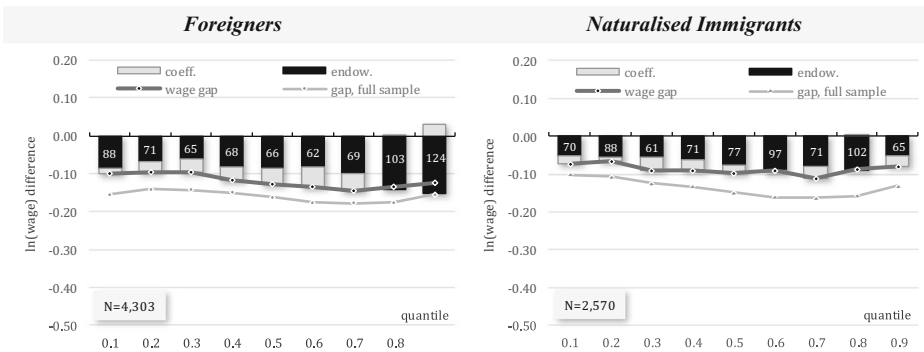 Foreigners
Naturalised Immigrants
ln(wage) difference
0.20
0.10
0.00
-0.10
-0.20
-0.30
-0.40
-0.50
coeff.
endow.
wage gap
gap, full sample
88 71 65 68 66 62 69 103 124
N=4,303
quantile
0.1 0.2 0.3 0.4 0.5 0.6 0.7 0.8
ln(wage) difference
0.20
0.10
0.00
-0.10
-0.20
-0.30
-0.40
-0.50
coeff.
endow.
wage gap
gap, full sample
70 88 61 71 77 97 71 102 65
N=2,570
quantile
0.1 0.2 0.3 0.4 0.5 0.6 0.7 0.8 0.9